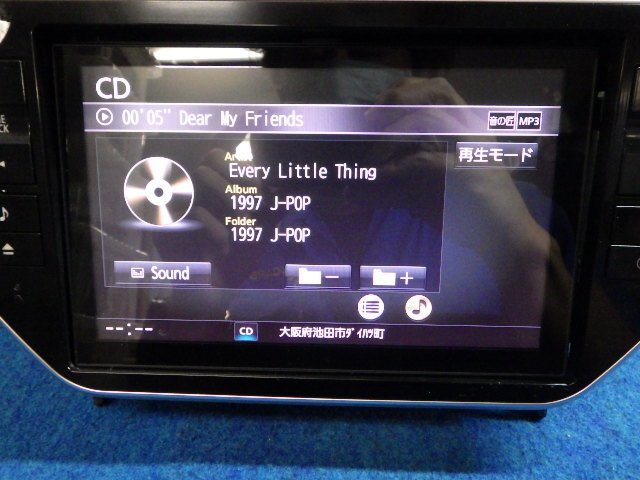 CD
00'05" Dear My Friends
音の匠 MP3
再生モード
Artist
Every Little Thing
Album
1997 J-POP
Folder
1997 J-POP
Sound
--:--
CD
大阪府池田市ﾀﾞｲﾊﾂ町